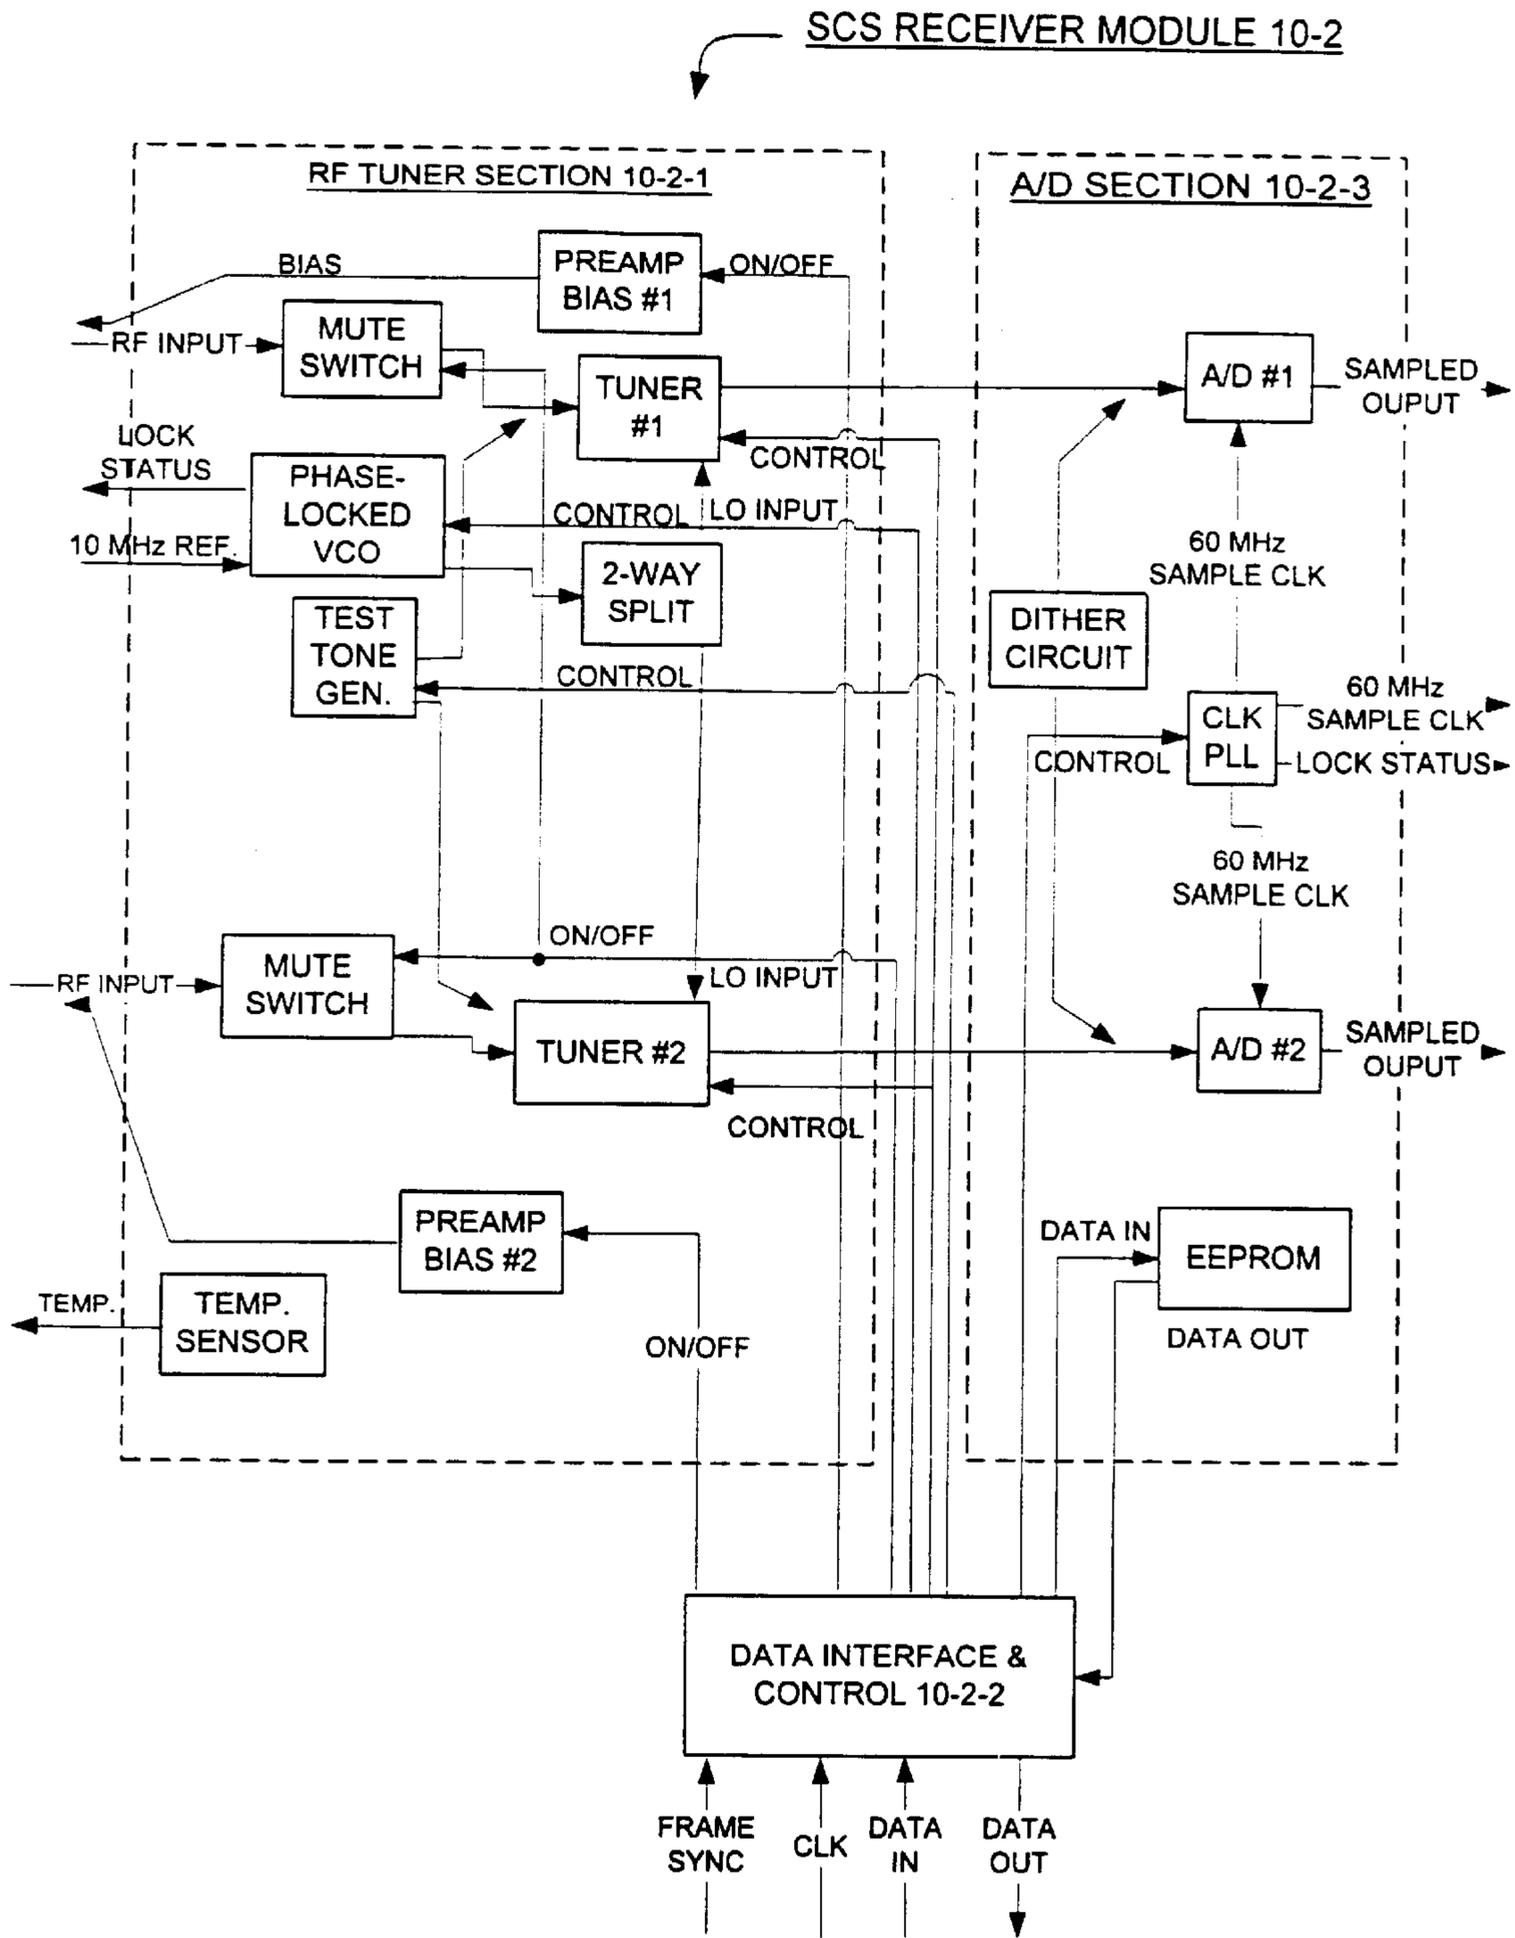 SCS RECEIVER MODULE 10-2
RF TUNER SECTION 10-2-1
A/D SECTION 10-2-3
BIAS
PREAMP
BIAS #1
ON/OFF
RF INPUT
MUTE
SWITCH
TUNER
#1
A/D #1
SAMPLED
OUPUT
LOCK
STATUS
CONTROL
PHASE-
LOCKED
VCO
CONTROL
LO INPUT
10 MHz REF.
60 MHz
SAMPLE CLK
2-WAY
SPLIT
TEST
TONE
GEN.
CONTROL
DITHER
CIRCUIT
CLK
PLL
60 MHz
SAMPLE CLK
CONTROL
LOCK STATUS
60 MHz
SAMPLE CLK
ON/OFF
RF INPUT
MUTE
SWITCH
LO INPUT
TUNER #2
A/D #2
SAMPLED
OUPUT
CONTROL
PREAMP
BIAS #2
DATA IN
EEPROM
TEMP.
TEMP.
SENSOR
DATA OUT
ON/OFF
DATA INTERFACE &
CONTROL 10-2-2
FRAME
SYNC
CLK
DATA
IN
DATA
OUT